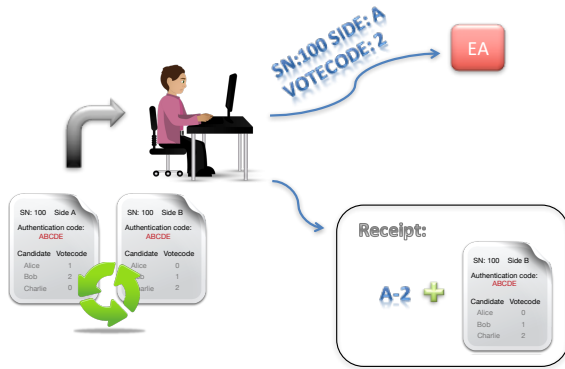 SN:100 SIDE: A
VOTECODE: 2
EA
SN: 100 Side A
Authentication code:
ABCDE
Candidate Votecode
Alice 1
Bob 2
Charlie 0
SN: 100 Side B
Authentication code:
ABCDE
Candidate Votecode
Alice 0
Bob 1
Charlie 2
Receipt:
A-2
SN: 100 Side B
Authentication code:
ABCDE
Candidate Votecode
Alice 0
Bob 1
Charlie 2